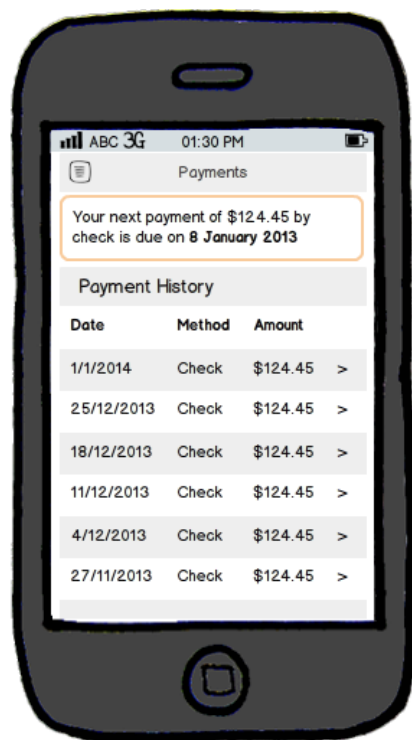 ABC 3G 01:30 PM
Payments
Your next payment of $124.45 by
check is due on 8 January 2013
Payment History
Date Method Amount
1/1/2014 Check $124.45 >
25/12/2013 Check $124.45 >
18/12/2013 Check $124.45 >
11/12/2013 Check $124.45 >
4/12/2013 Check $124.45 >
27/11/2013 Check $124.45 >